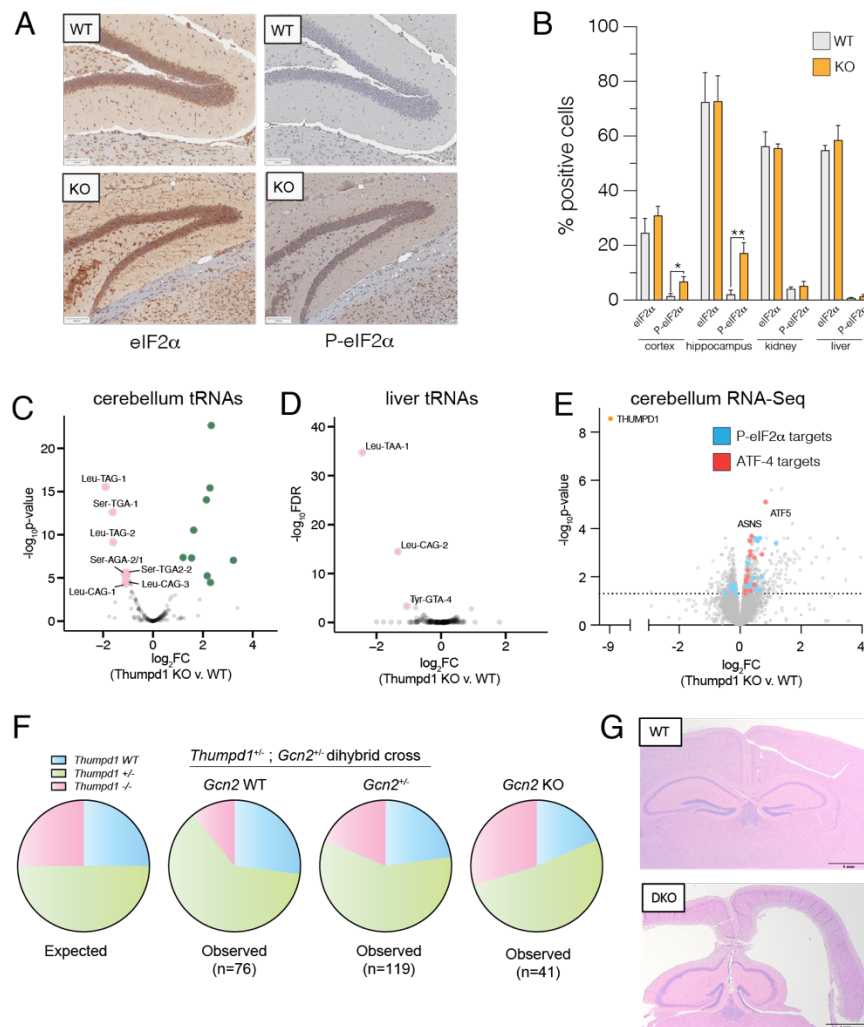 A
WT
KO
eIF2α
P-eIF2α
B
WT
KO
% positive cells
100
80
60
40
20
0
*
**
eIF2α
P-eIF2α
eIF2α
P-eIF2α
eIF2α
P-eIF2α
eIF2α
P-eIF2α
cortex
hippocampus
kidney
liver
C
cerebellum tRNAs
-log10p-value
20
15
10
5
0
Leu-TAG-1
Ser-TGA-1
Leu-TAG-2
Ser-AGA-2/1
Ser-TGA2-2
Leu-CAG-1
Leu-CAG-3
−2
0
2
4
log2FC
(Thumpd1 KO v. WT)
D
liver tRNAs
-log10FDR
40
30
20
10
0
Leu-TAA-1
Leu-CAG-2
Tyr-GTA-4
−2
0
2
log2FC
(Thumpd1 KO v. WT)
E
cerebellum RNA-Seq
-log10p-value
8
6
4
2
0
THUMPD1
P-eIF2α targets
ATF-4 targets
ATF5
ASNS
-9
-2
0
2
4
log2FC
(Thumpd1 KO v. WT)
F
Thumpd1 WT
Thumpd1 +/-
Thumpd1 -/-
Thumpd1+/- ; Gcn2+/- dihybrid cross
Gcn2 WT
Gcn2+/-
Gcn2 KO
Expected
Observed
(n=76)
Observed
(n=119)
Observed
(n=41)
G
WT
1 mm
DKO